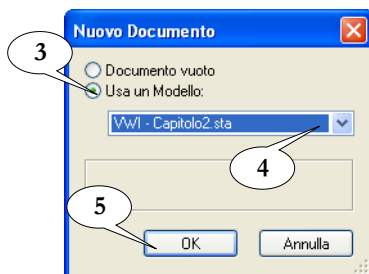 Nuovo Documento
3
Documento vuoto
Usa un Modello:
VWI - Capitolo2.sta
4
5
OK
Annulla